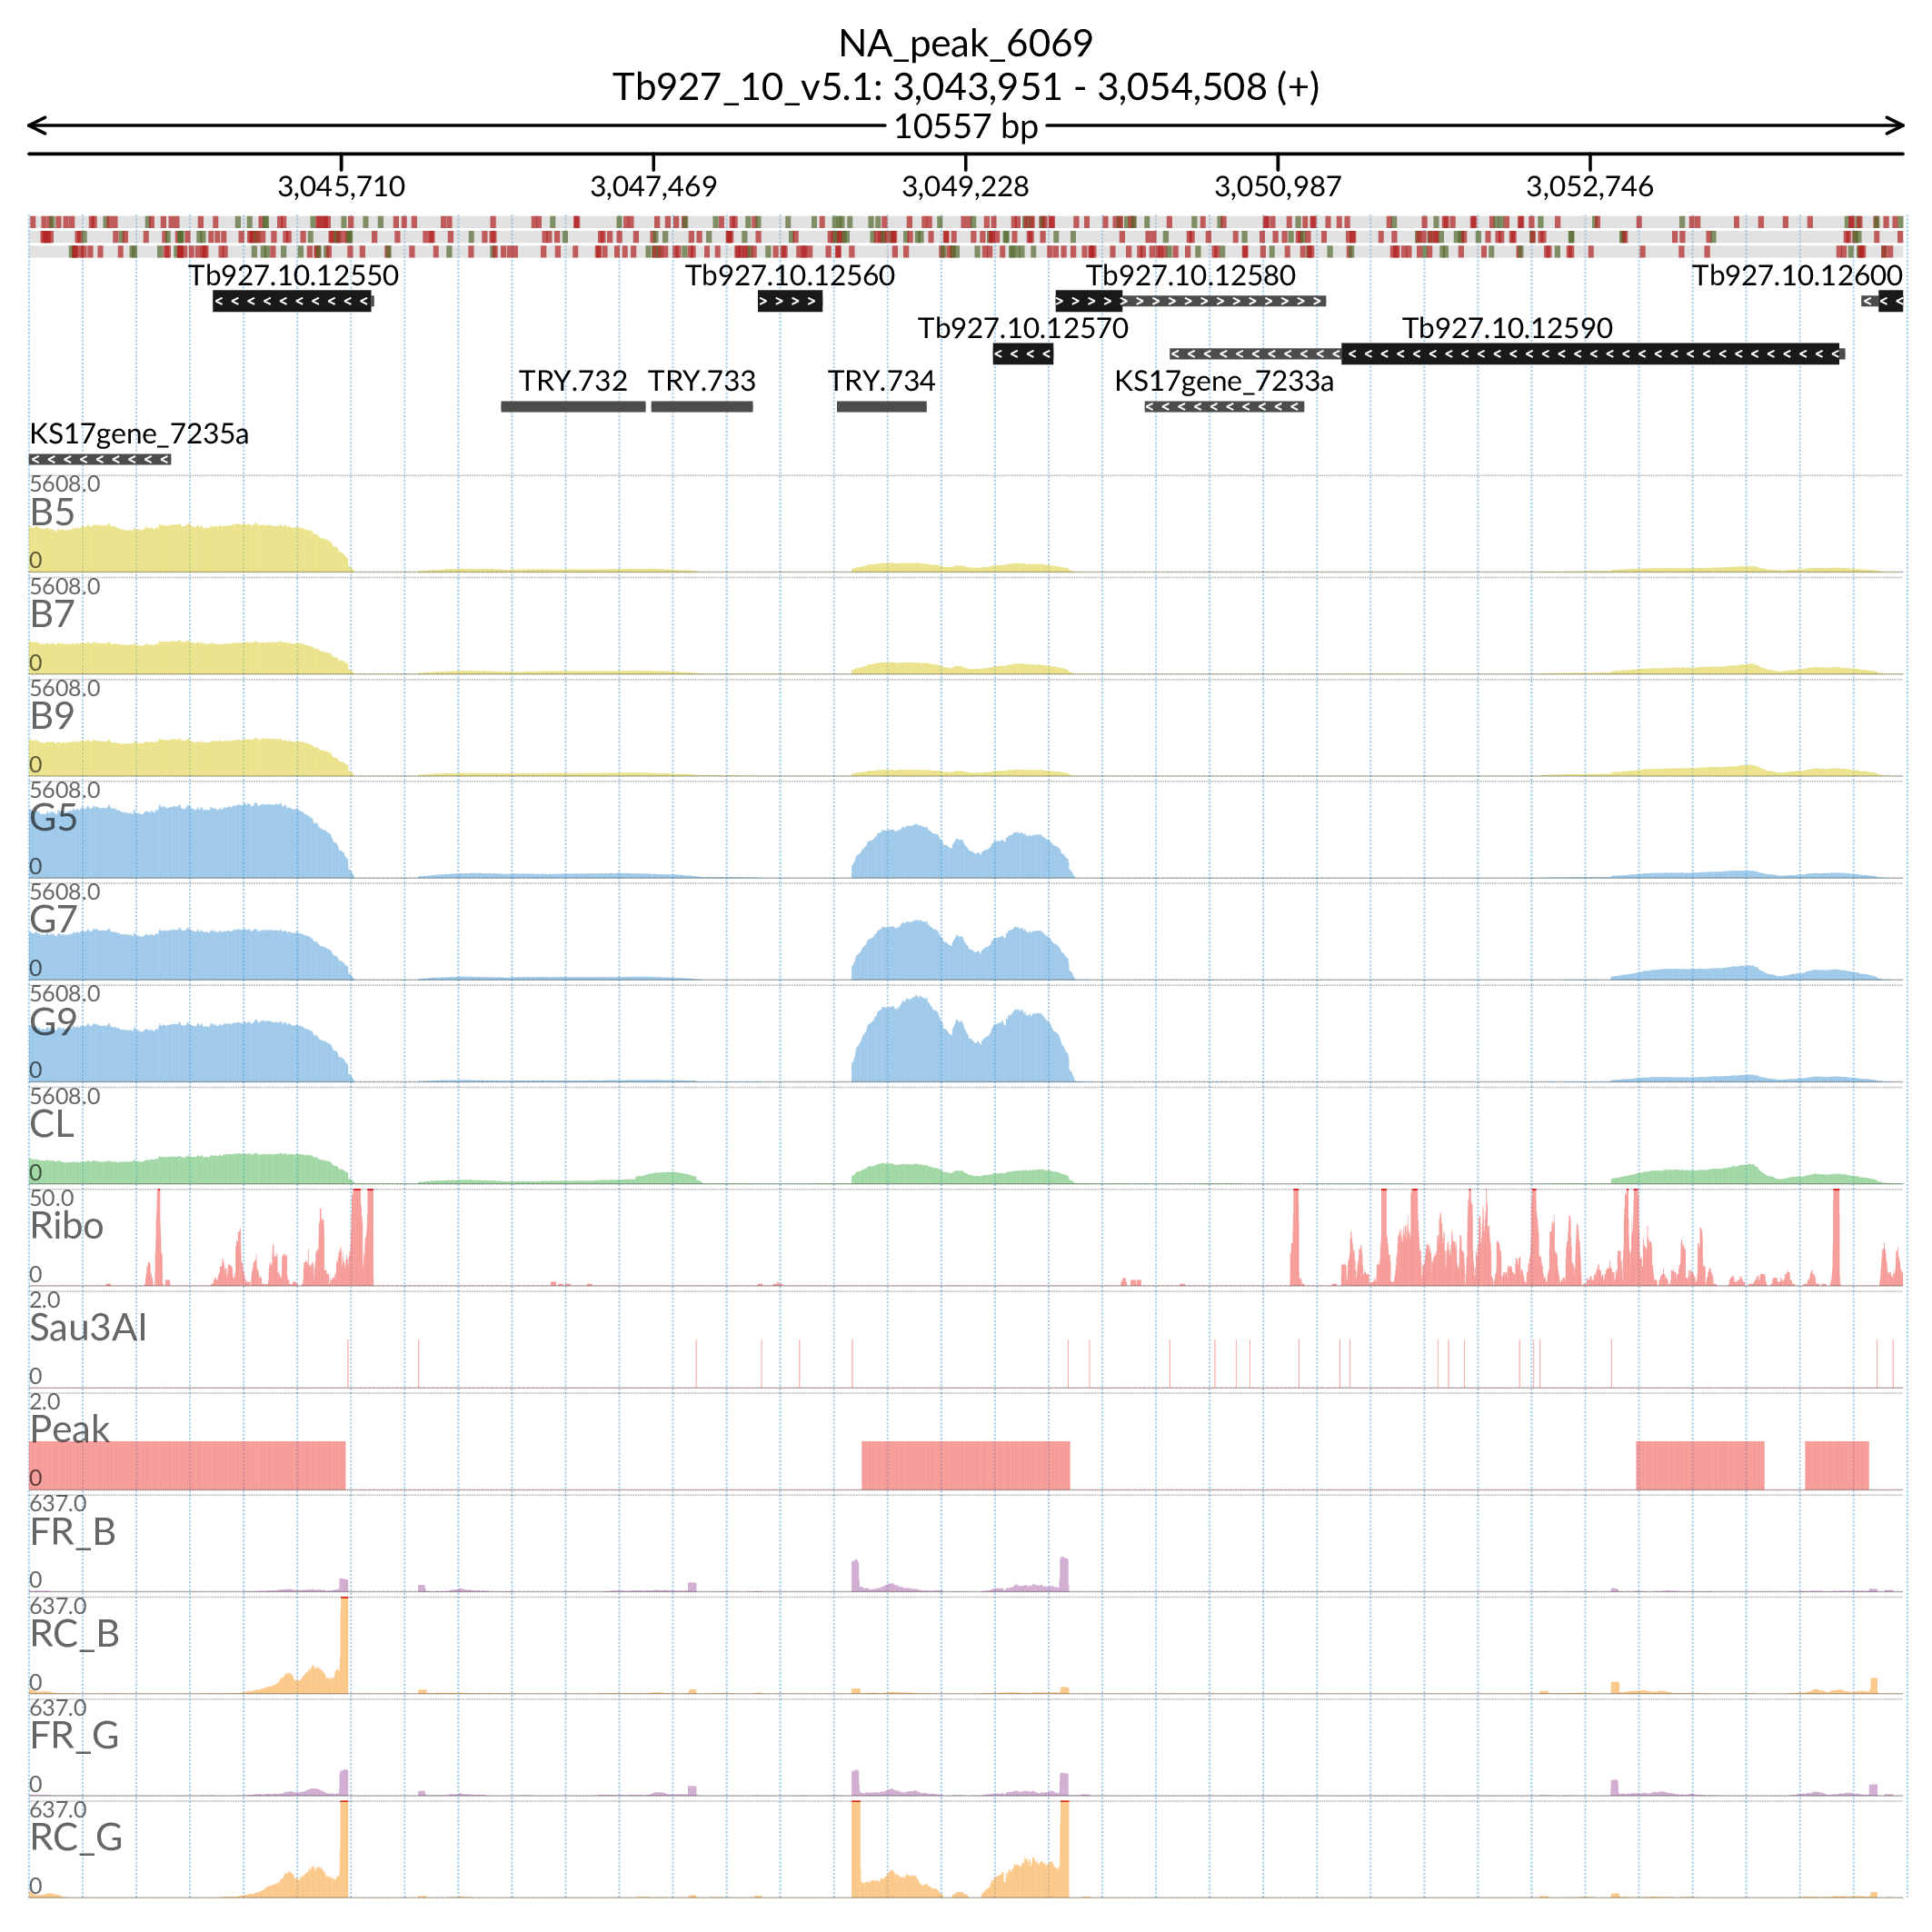 NA_peak_6069
Tb927_10_v5.1: 3,043,951 - 3,054,508 (+)
10557 bp
3,045,710 3,047,469 3,049,228 3,050,987 3,052,746
Tb927.10.12550 Tb927.10.12560 Tb927.10.12580 Tb927.10.12600
Tb927.10.12570 Tb927.10.12590
TRY.732 TRY.733 TRY.734 KS17gene_7233a
KS17gene_7235a
5608.0
B5
0
5608.0
B7
0
5608.0
B9
0
5608.0
G5
0
5608.0
G7
0
5608.0
G9
0
5608.0
CL
0
50.0
Ribo
0
2.0
Sau3AI
0
2.0
Peak
0
637.0
FR_B
0
637.0
RC_B
0
637.0
FR_G
0
637.0
RC_G
0